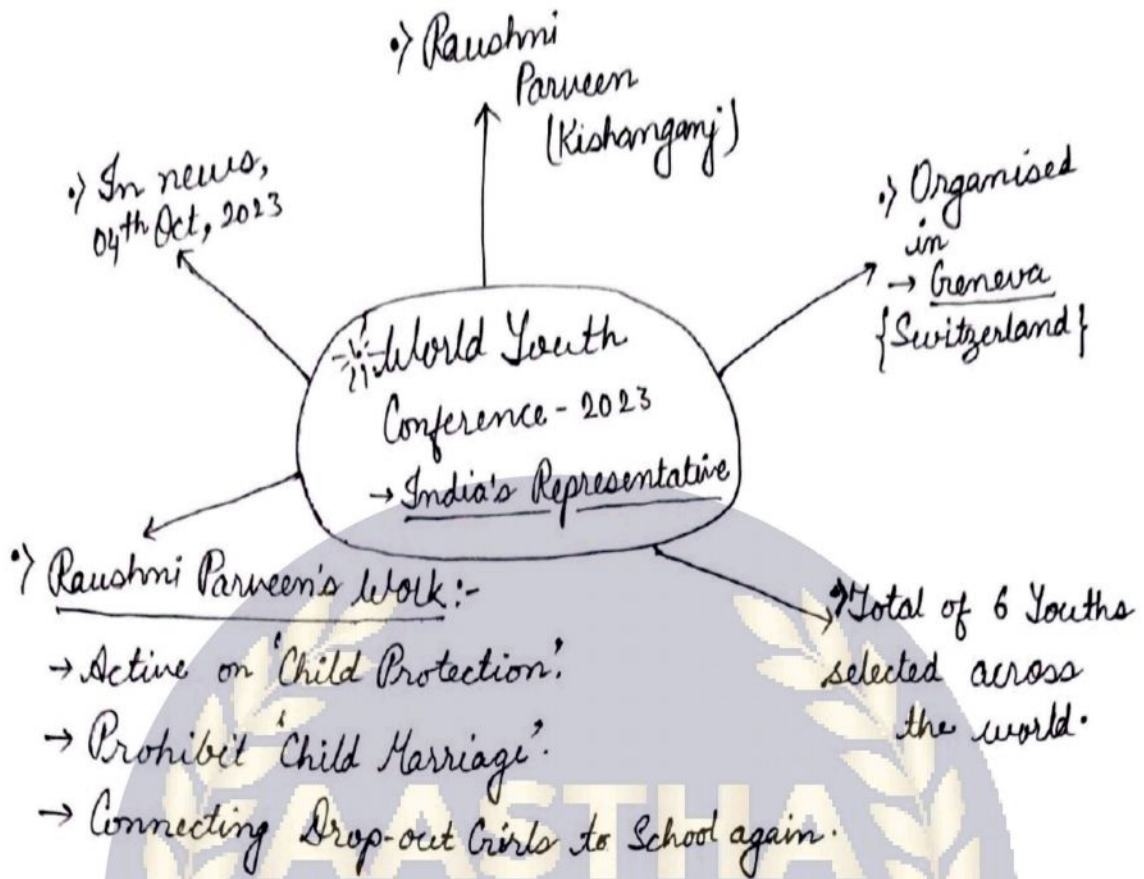 •) Raushni
Parveen
(Kishanganj)
•) In news,
04th Oct, 2023
•) Organised
in
→ Geneva
{Switzerland}
World Youth
Conference - 2023
→ India's Representative
•) Raushni Parveen's Work :-
→ Active on 'Child Protection'.
→ Prohibit 'Child Marriage'.
→ Connecting Drop-out Girls to School again.
•) Total of 6 Youths
selected across
the world.
AASTHA